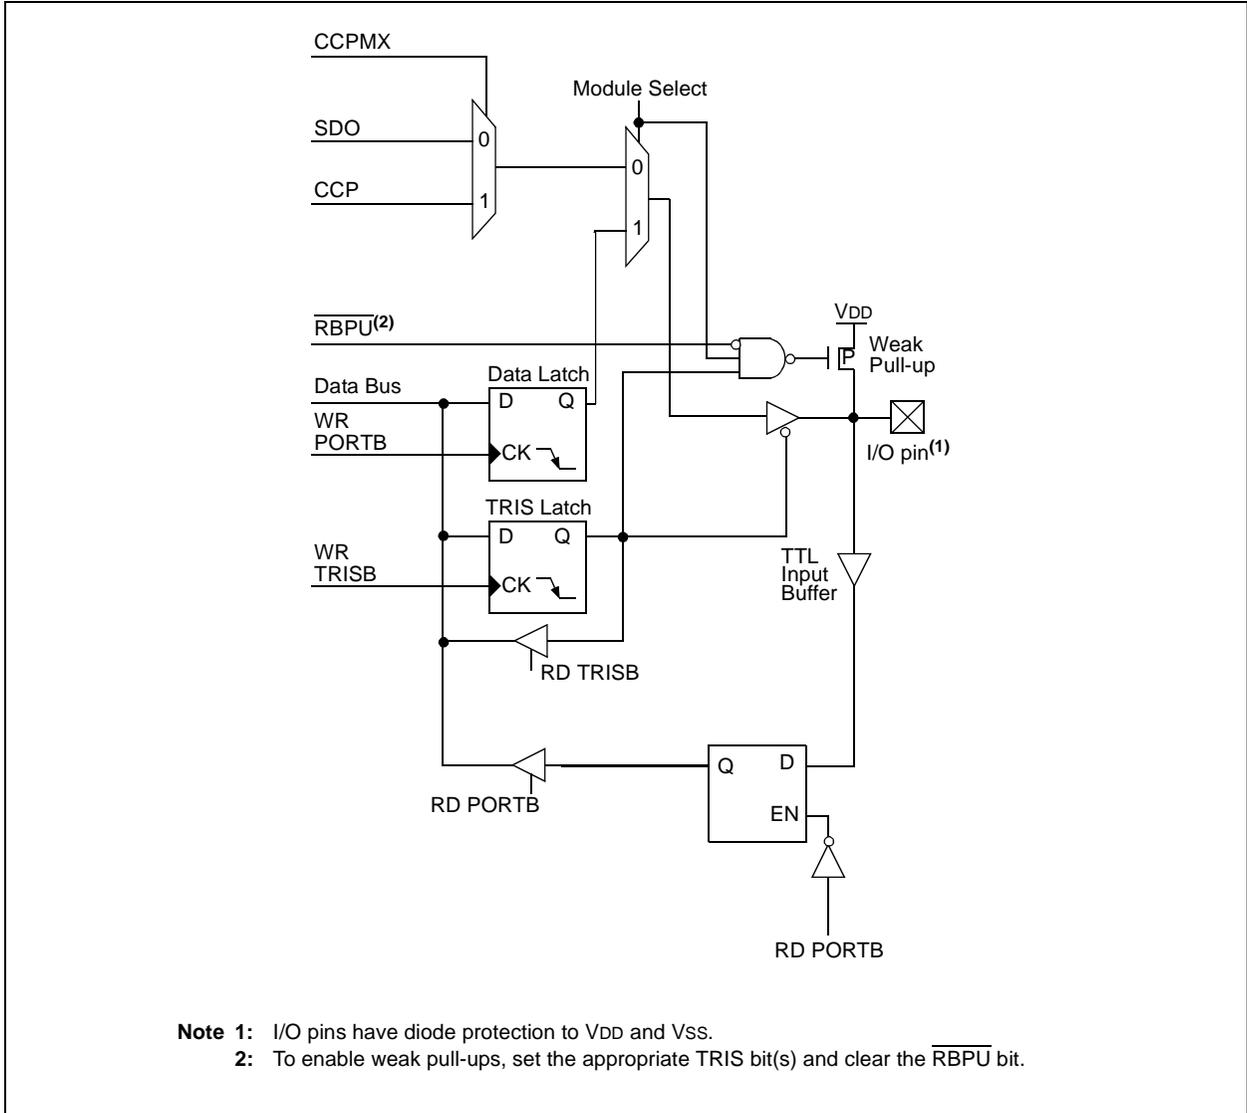 CCPMX
Module Select
SDO
0
0
CCP
1
1
RBPU(2)
VDD
P
Weak
Pull-up
Data Bus
Data Latch
D Q
WR
PORTB
CK
I/O pin(1)
TRIS Latch
D Q
WR
TRISB
CK
TTL
Input
Buffer
RD TRISB
Q D
RD PORTB
EN
RD PORTB
Note 1: I/O pins have diode protection to VDD and VSS.
2: To enable weak pull-ups, set the appropriate TRIS bit(s) and clear the RBPU bit.